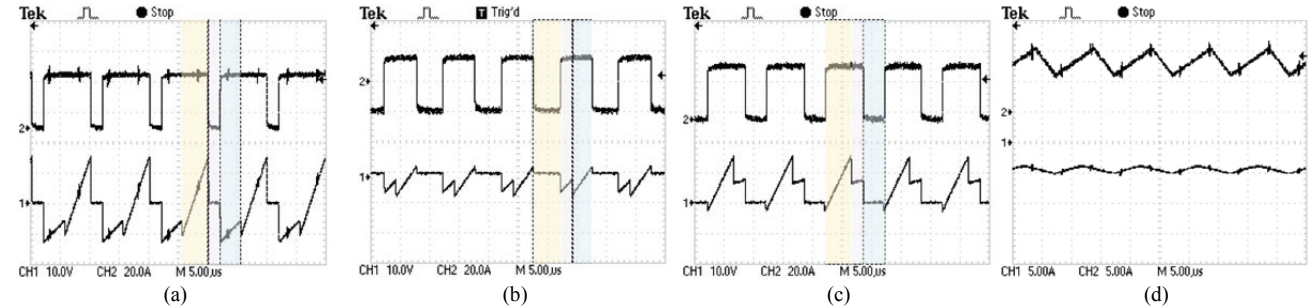 Tek Stop
2
1
CH1 10.0V CH2 20.0A M 5.00µs
(a)
Tek T Trig'd
2
1
CH1 10.0V CH2 20.0A M 5.00µs
(b)
Tek Stop
2
1
CH1 10.0V CH2 20.0A M 5.00µs
(c)
Tek Stop
2
1
CH1 5.00A CH2 5.00A M 5.00µs
(d)